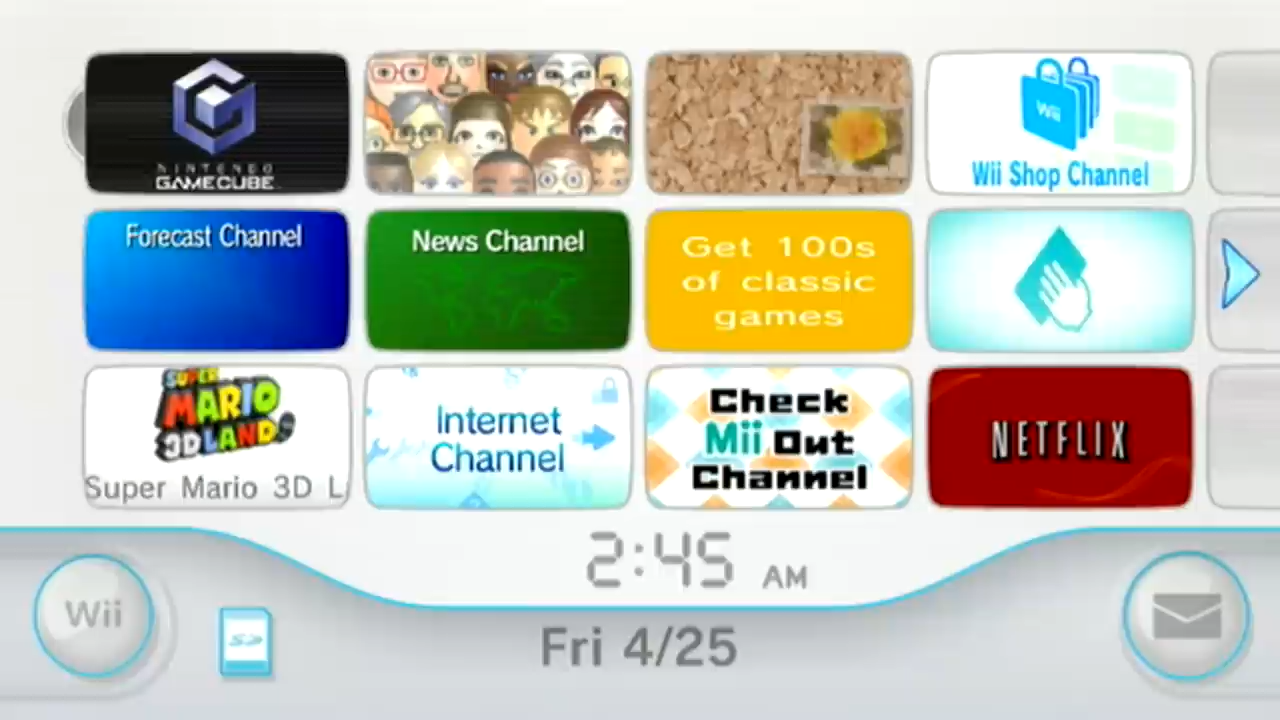 NINTENDO
GAMECUBE
Wii
Wii Shop Channel
Forecast Channel
News Channel
Get 100s
of classic
games
SUPER
MARIO
3D LAND
Super Mario 3D L
Internet
Channel
Check
Mii Out
Channel
NETFLIX
2:45 AM
Wii
SD
Fri 4/25